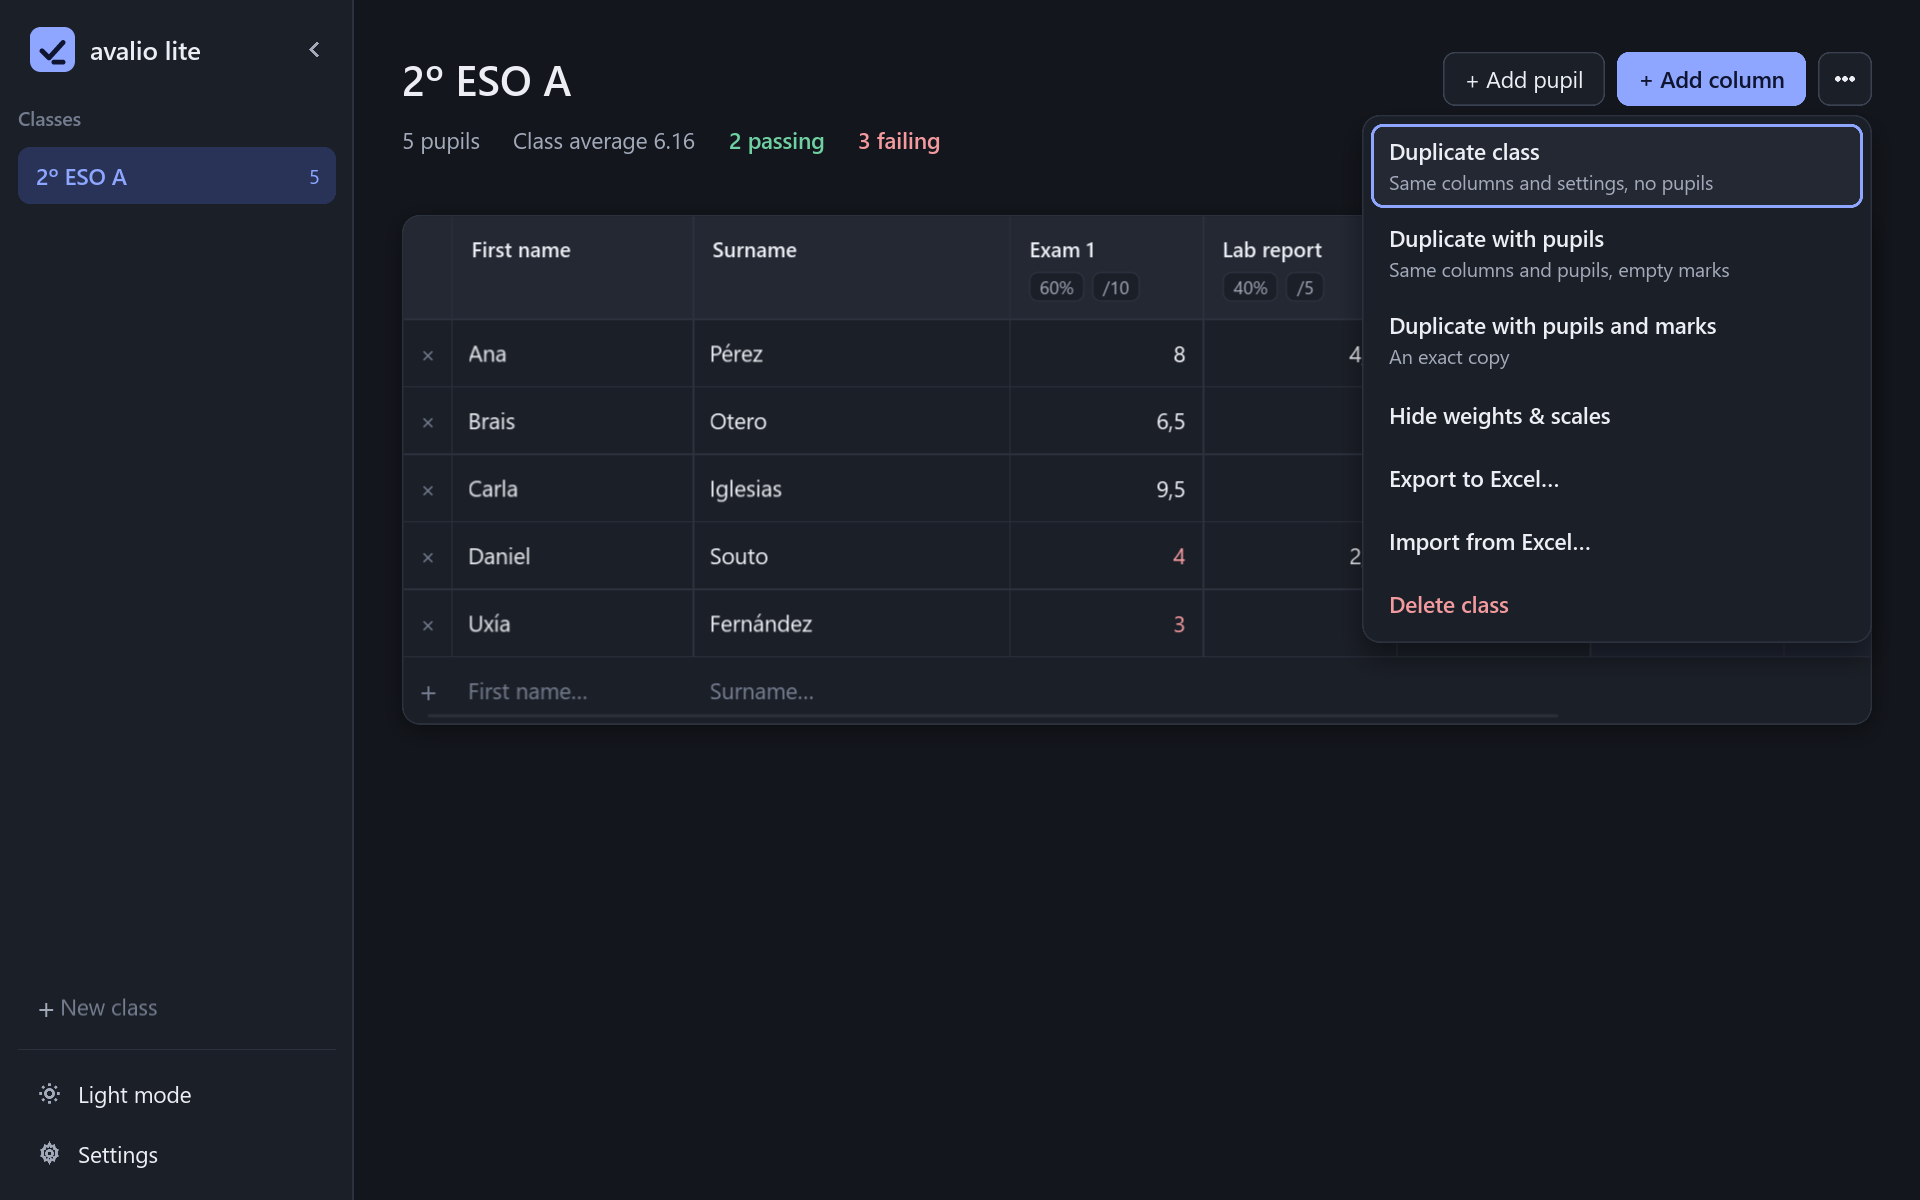 avalio lite
Classes
2º ESO A 5
+ New class
Light mode
Settings
2º ESO A
5 pupils Class average 6.16 2 passing 3 failing
+ Add pupil + Add column •••
First name Surname Exam 1 Lab report
60% /10 40% /5
× Ana Pérez 8 4
× Brais Otero 6,5
× Carla Iglesias 9,5
× Daniel Souto 4 2
× Uxía Fernández 3
+ First name... Surname...
Duplicate class
Same columns and settings, no pupils
Duplicate with pupils
Same columns and pupils, empty marks
Duplicate with pupils and marks
An exact copy
Hide weights & scales
Export to Excel...
Import from Excel...
Delete class